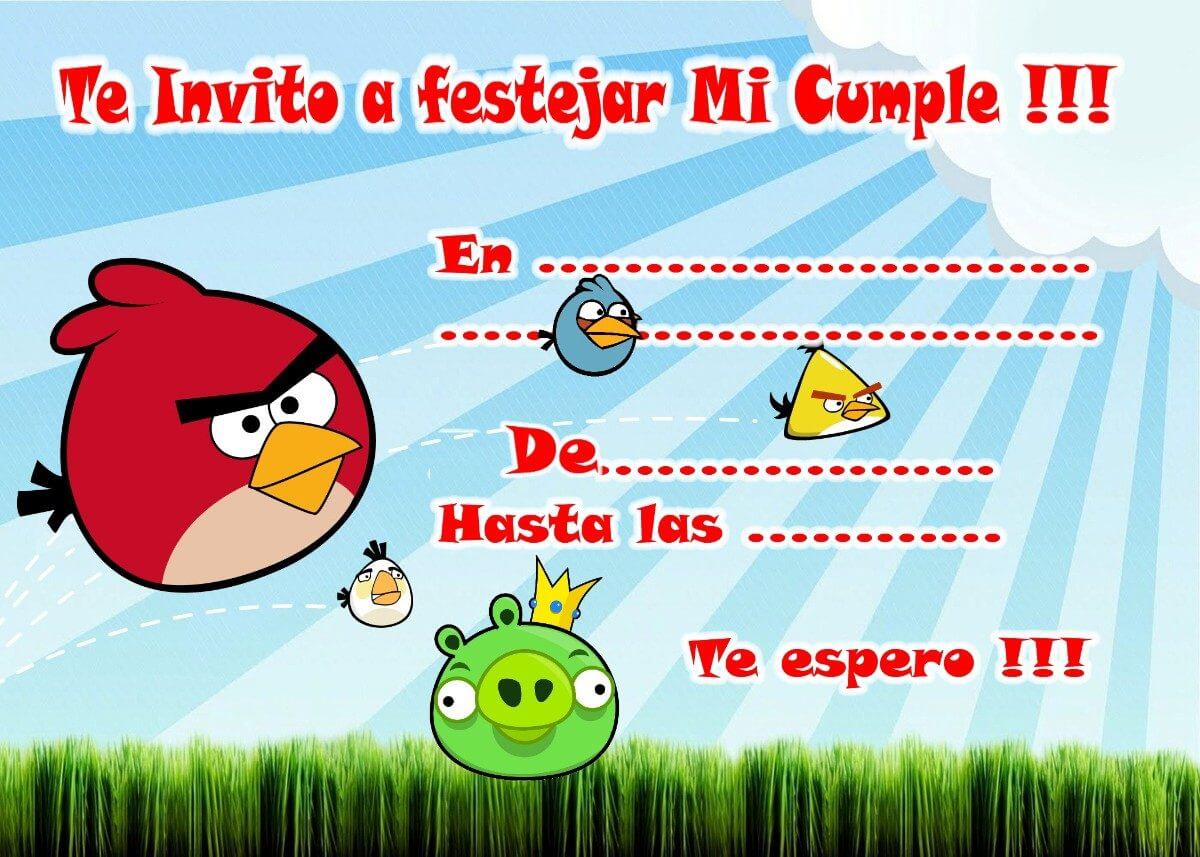 Te Invito a festejar Mi Cumple !!!
En ........................................
................................................
De............................
Hasta las ..................
Te espero !!!